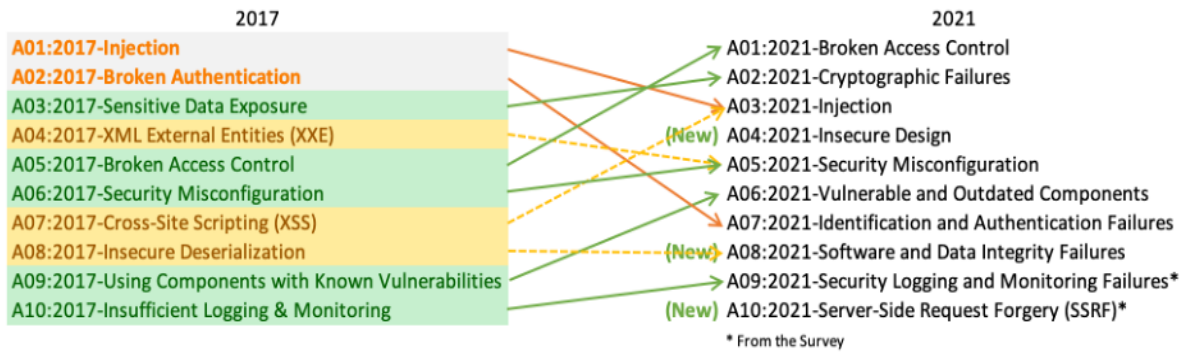 2017 2021
A01:2017-Injection A01:2021-Broken Access Control
A02:2017-Broken Authentication A02:2021-Cryptographic Failures
A03:2017-Sensitive Data Exposure A03:2021-Injection
A04:2017-XML External Entities (XXE) (New) A04:2021-Insecure Design
A05:2017-Broken Access Control A05:2021-Security Misconfiguration
A06:2017-Security Misconfiguration A06:2021-Vulnerable and Outdated Components
A07:2017-Cross-Site Scripting (XSS) A07:2021-Identification and Authentication Failures
A08:2017-Insecure Deserialization (New) A08:2021-Software and Data Integrity Failures
A09:2017-Using Components with Known Vulnerabilities A09:2021-Security Logging and Monitoring Failures*
A10:2017-Insufficient Logging & Monitoring (New) A10:2021-Server-Side Request Forgery (SSRF)*
* From the Survey